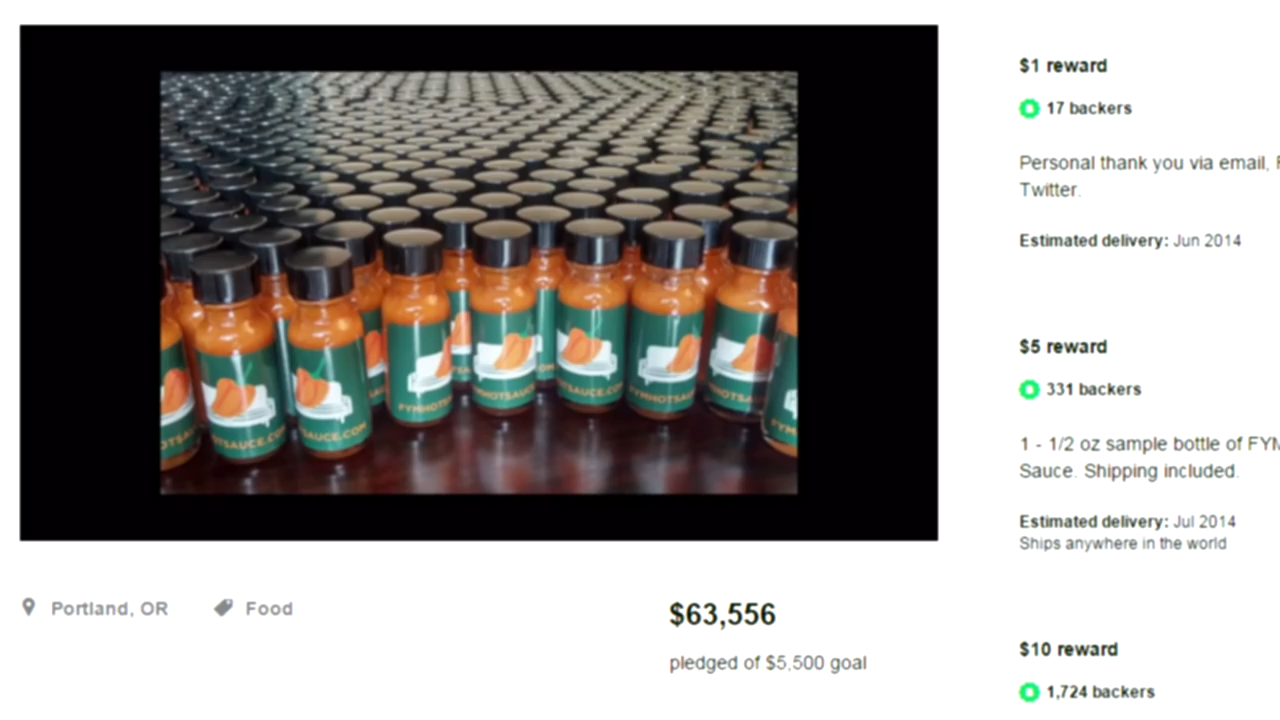 $1 reward
17 backers
Personal thank you via email,
Twitter.
Estimated delivery: Jun 2014
$5 reward
331 backers
1 - 1/2 oz sample bottle of
Sauce. Shipping included.
Estimated delivery: Jul 2014
Ships anywhere in the world
$10 reward
1,724 backers
Portland, OR
Food
$63,556
pledged of $5,500 goal
FYMHOTSAUCE